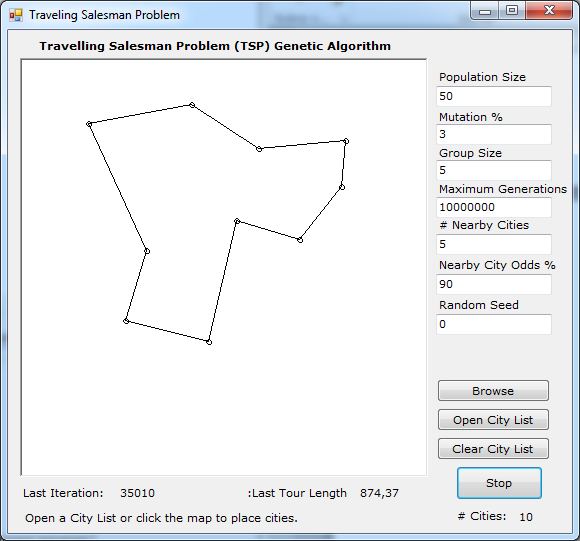 Traveling Salesman Problem
Travelling Salesman Problem (TSP) Genetic Algorithm
Population Size
50
Mutation %
3
Group Size
5
Maximum Generations
10000000
# Nearby Cities
5
Nearby City Odds %
90
Random Seed
0
Browse
Open City List
Clear City List
Stop
Last Iteration: 35010 :Last Tour Length 874,37
Open a City List or click the map to place cities.
# Cities: 10